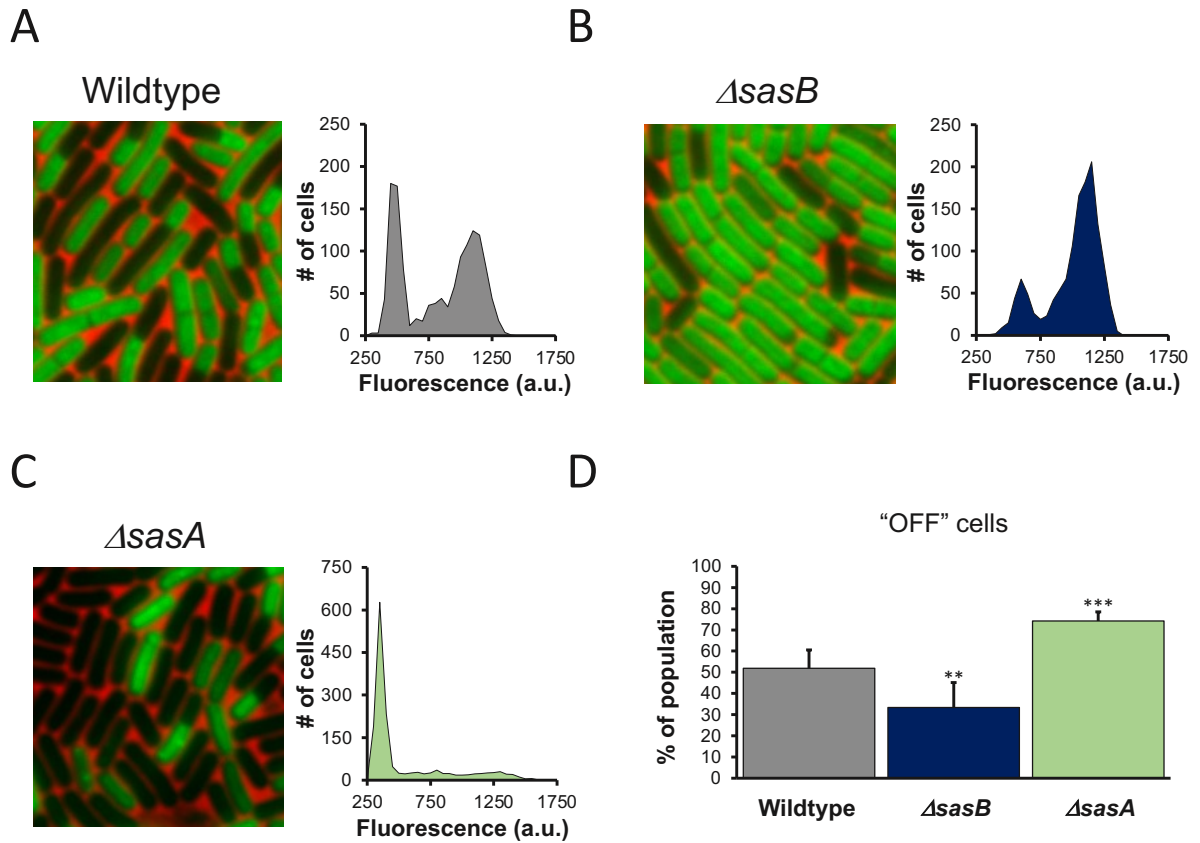 A
Wildtype
250
200
150
100
50
0
# of cells
250 750 1250 1750
Fluorescence (a.u.)
B
ΔsasB
250
200
150
100
50
0
# of cells
250 750 1250 1750
Fluorescence (a.u.)
C
ΔsasA
750
600
450
300
150
0
# of cells
250 750 1250 1750
Fluorescence (a.u.)
D
“OFF” cells
100
90
80
70
60
50
40
30
20
10
0
% of population
**
***
Wildtype ΔsasB ΔsasA